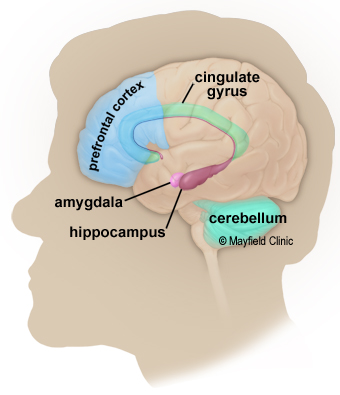 cingulate
gyrus
prefrontal cortex
amygdala
hippocampus
cerebellum
© Mayfield Clinic